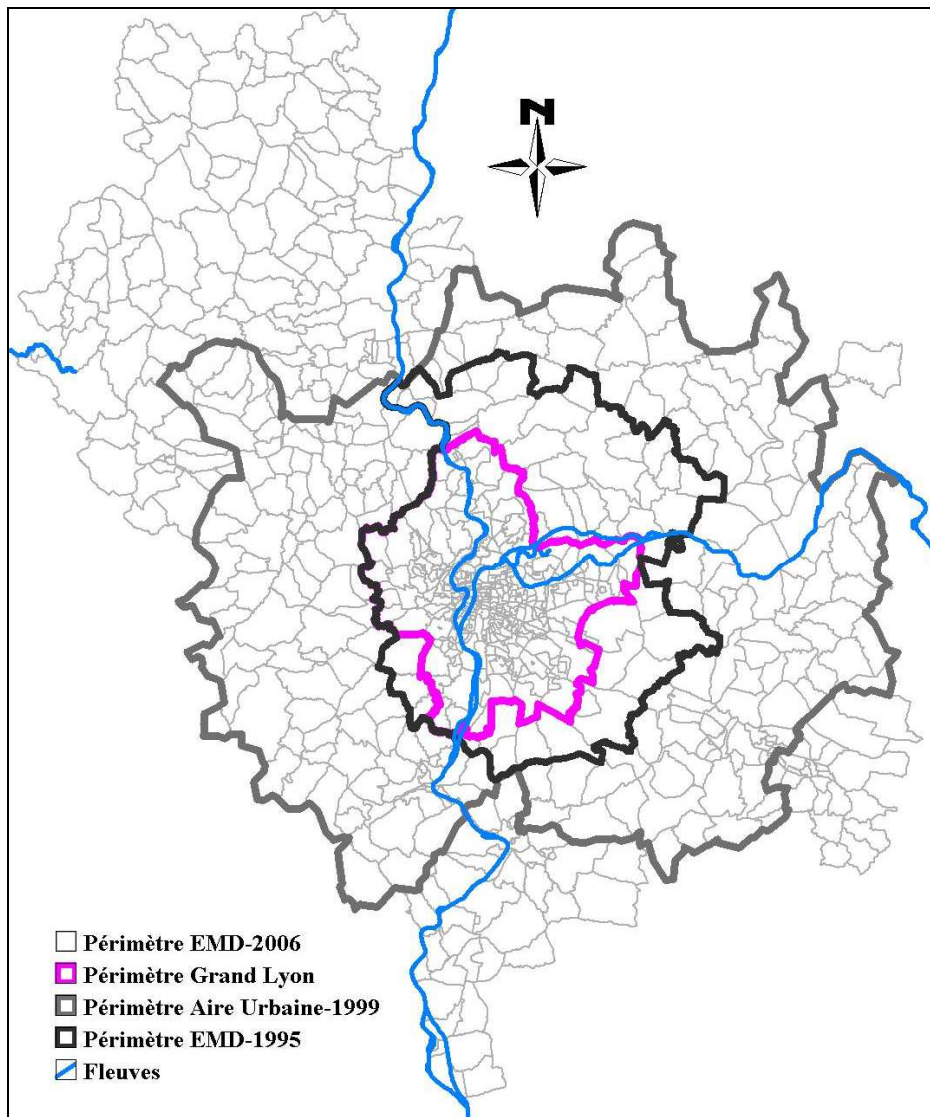 N
Périmètre EMD-2006
Périmètre Grand Lyon
Périmètre Aire Urbaine-1999
Périmètre EMD-1995
Fleuves